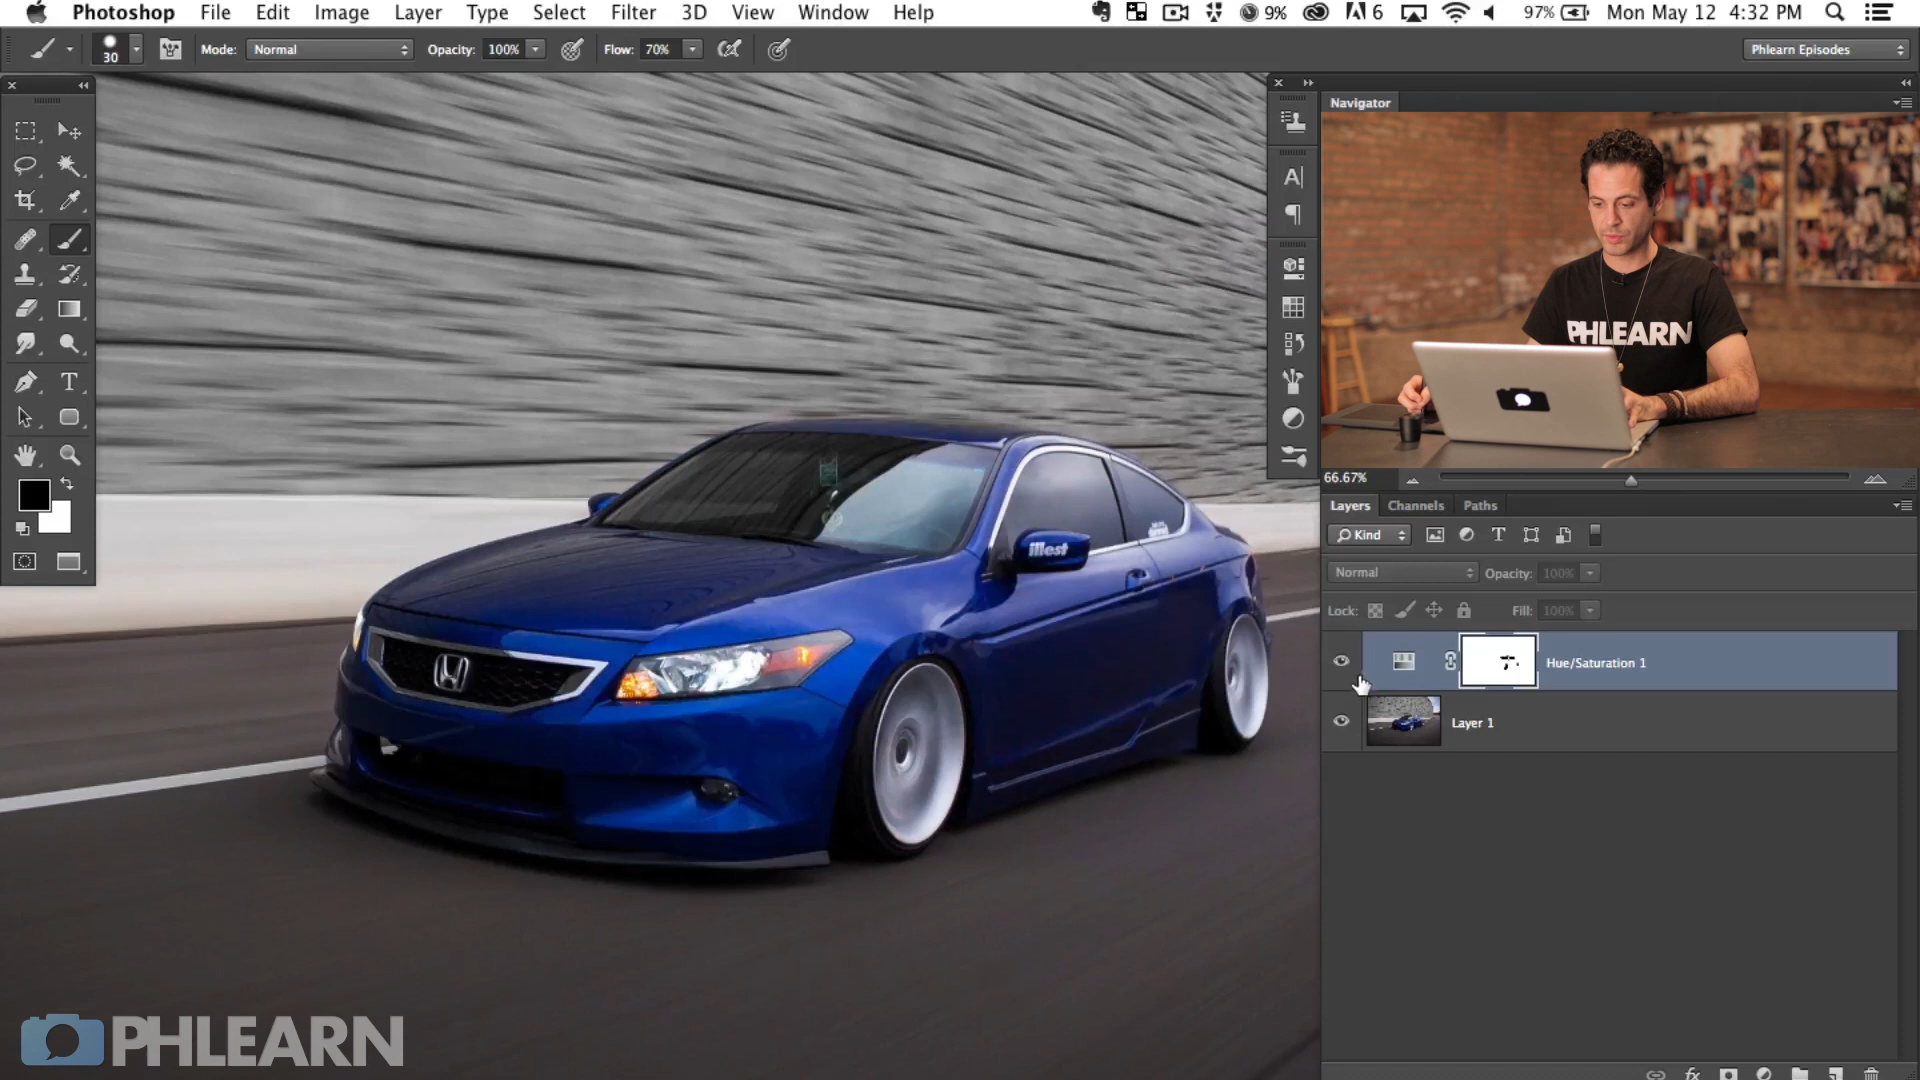 Photoshop File Edit Image Layer Type Select Filter 3D View Window Help 9% 6 97% Mon May 12 4:32 PM
30 Mode: Normal Opacity: 100% Flow: 70% Phlearn Episodes
Navigator
PHLEARN
66.67%
Layers Channels Paths
Kind
Normal Opacity: 100%
Lock: Fill: 100%
Hue/Saturation 1
Layer 1
illest
PHLEARN